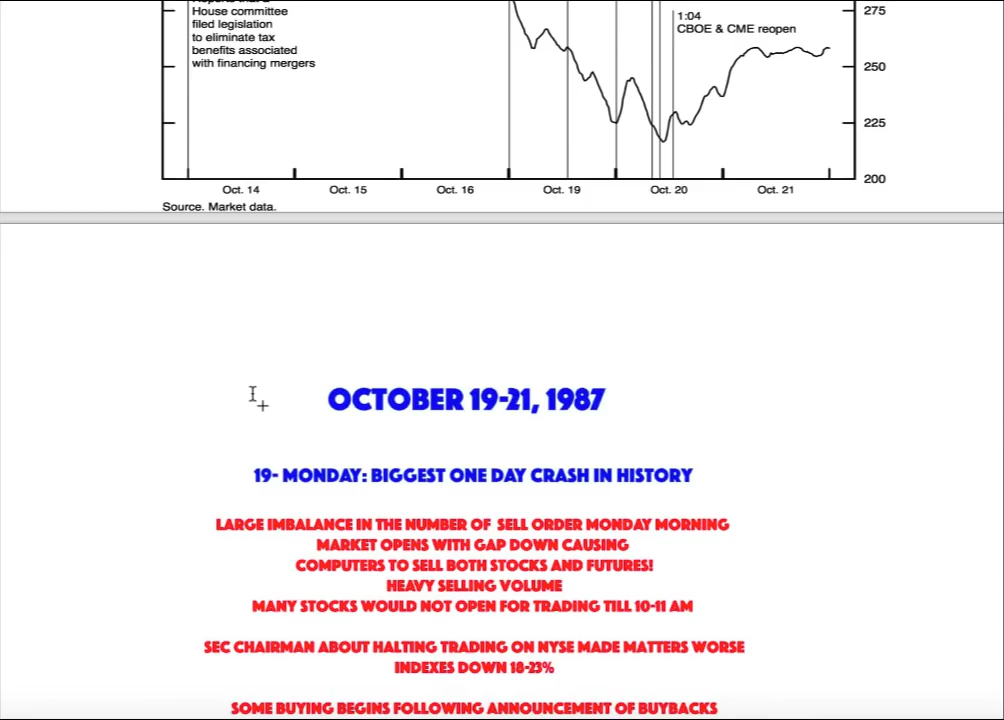 House committee
filed legislation
to eliminate tax
benefits associated
with financing mergers
1:04
CBOE & CME reopen
275
250
225
200
Oct. 14 Oct. 15 Oct. 16 Oct. 19 Oct. 20 Oct. 21
Source. Market data.
OCTOBER 19-21, 1987
19- MONDAY: BIGGEST ONE DAY CRASH IN HISTORY
LARGE IMBALANCE IN THE NUMBER OF SELL ORDER MONDAY MORNING
MARKET OPENS WITH GAP DOWN CAUSING
COMPUTERS TO SELL BOTH STOCKS AND FUTURES!
HEAVY SELLING VOLUME
MANY STOCKS WOULD NOT OPEN FOR TRADING TILL 10-11 AM
SEC CHAIRMAN ABOUT HALTING TRADING ON NYSE MADE MATTERS WORSE
INDEXES DOWN 18-23%
SOME BUYING BEGINS FOLLOWING ANNOUNCEMENT OF BUYBACKS